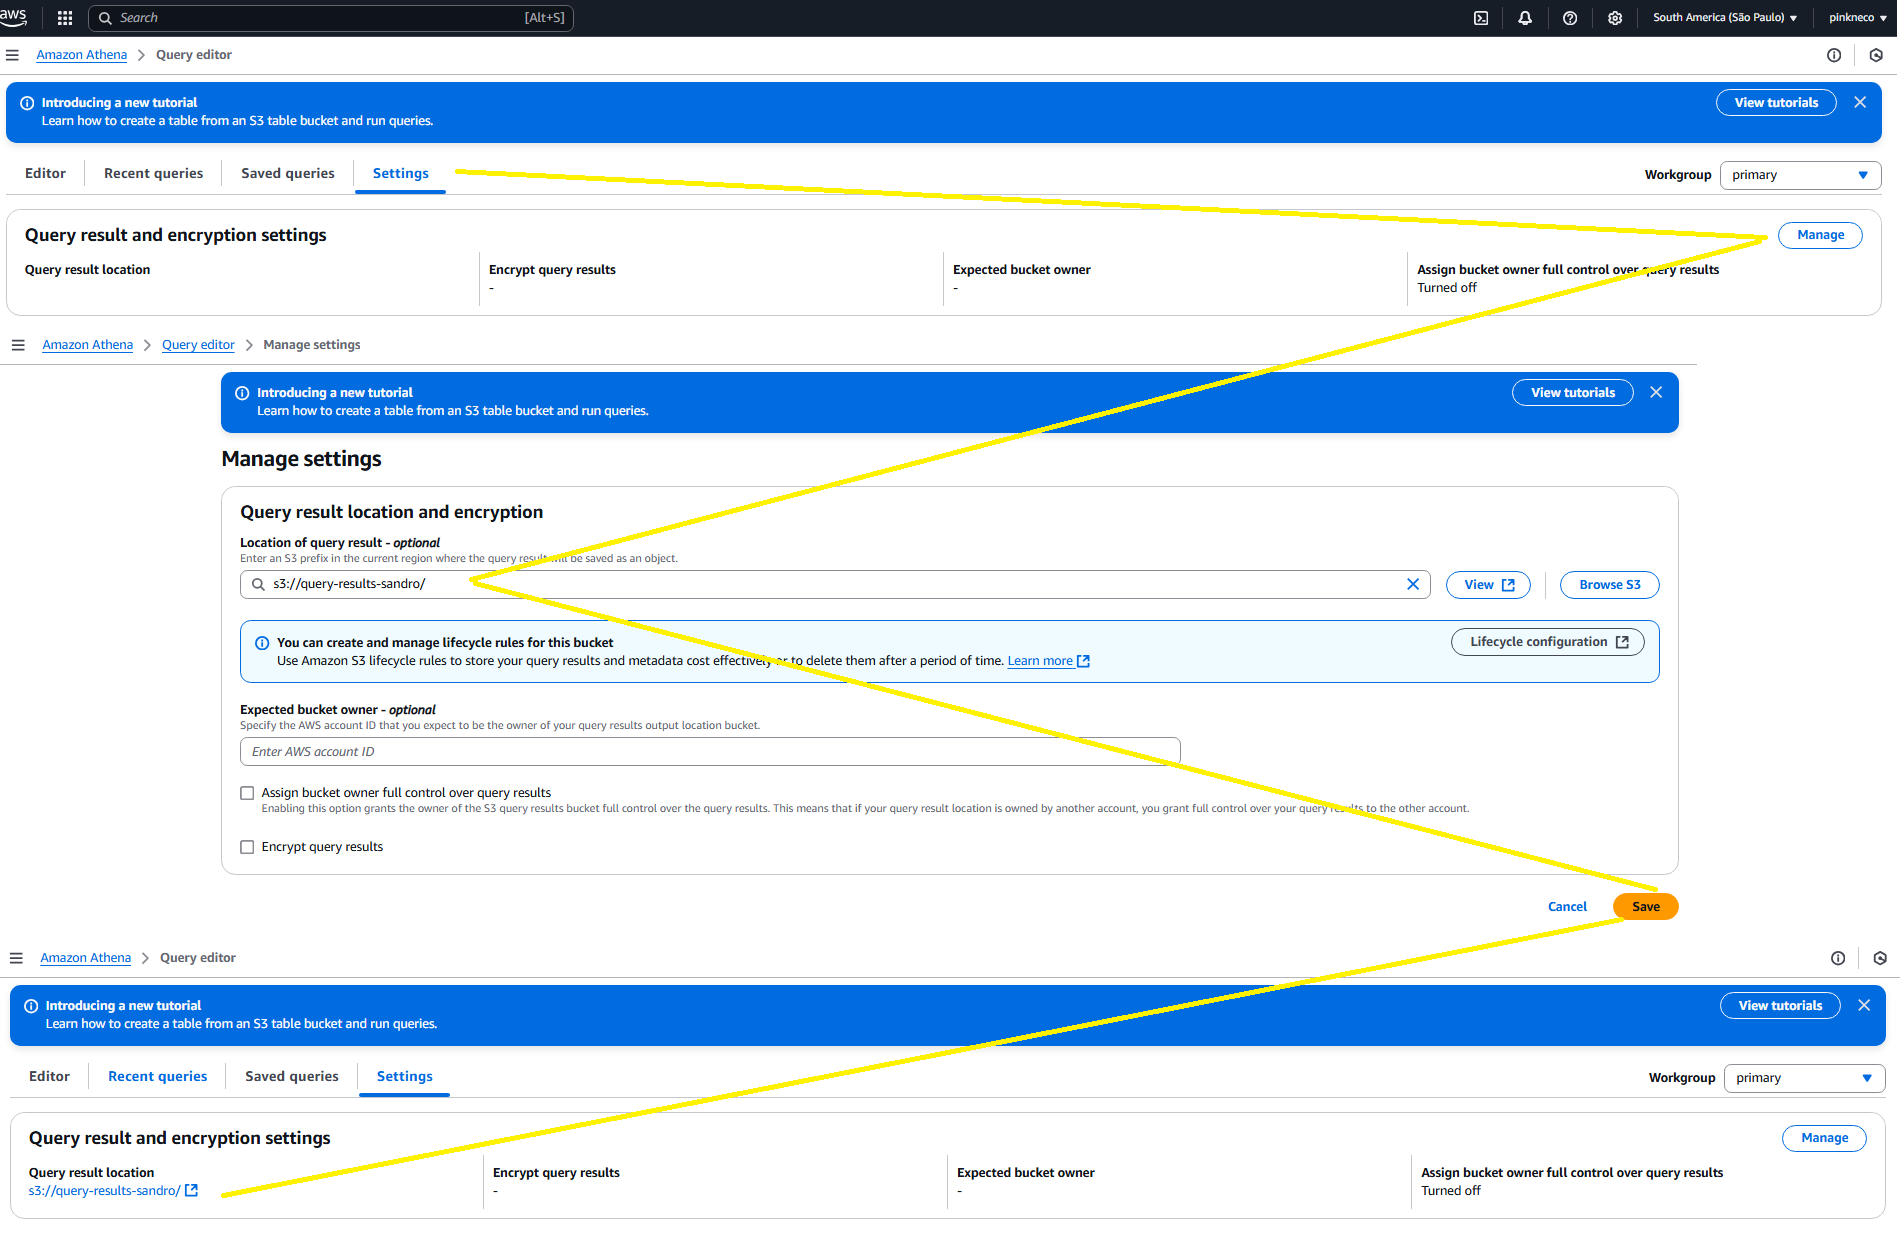 aws
Search [Alt+S]
South America (São Paulo) pinkneco
Amazon Athena Query editor
Introducing a new tutorial
Learn how to create a table from an S3 table bucket and run queries.
View tutorials
Editor Recent queries Saved queries Settings
Workgroup primary
Query result and encryption settings
Manage
Query result location Encrypt query results Expected bucket owner Assign bucket owner full control over query results
- - Turned off
Amazon Athena Query editor Manage settings
Introducing a new tutorial
Learn how to create a table from an S3 table bucket and run queries.
View tutorials
Manage settings
Query result location and encryption
Location of query result - optional
Enter an S3 prefix in the current region where the query result will be saved as an object.
s3://query-results-sandro/
View Browse S3
You can create and manage lifecycle rules for this bucket
Use Amazon S3 lifecycle rules to store your query results and metadata cost effectively or to delete them after a period of time. Learn more
Lifecycle configuration
Expected bucket owner - optional
Specify the AWS account ID that you expect to be the owner of your query results output location bucket.
Enter AWS account ID
Assign bucket owner full control over query results
Enabling this option grants the owner of the S3 query results bucket full control over the query results. This means that if your query result location is owned by another account, you grant full control over your query results to the other account.
Encrypt query results
Cancel Save
Amazon Athena Query editor
Introducing a new tutorial
Learn how to create a table from an S3 table bucket and run queries.
View tutorials
Editor Recent queries Saved queries Settings
Workgroup primary
Query result and encryption settings
Manage
Query result location Encrypt query results Expected bucket owner Assign bucket owner full control over query results
s3://query-results-sandro/ - - Turned off